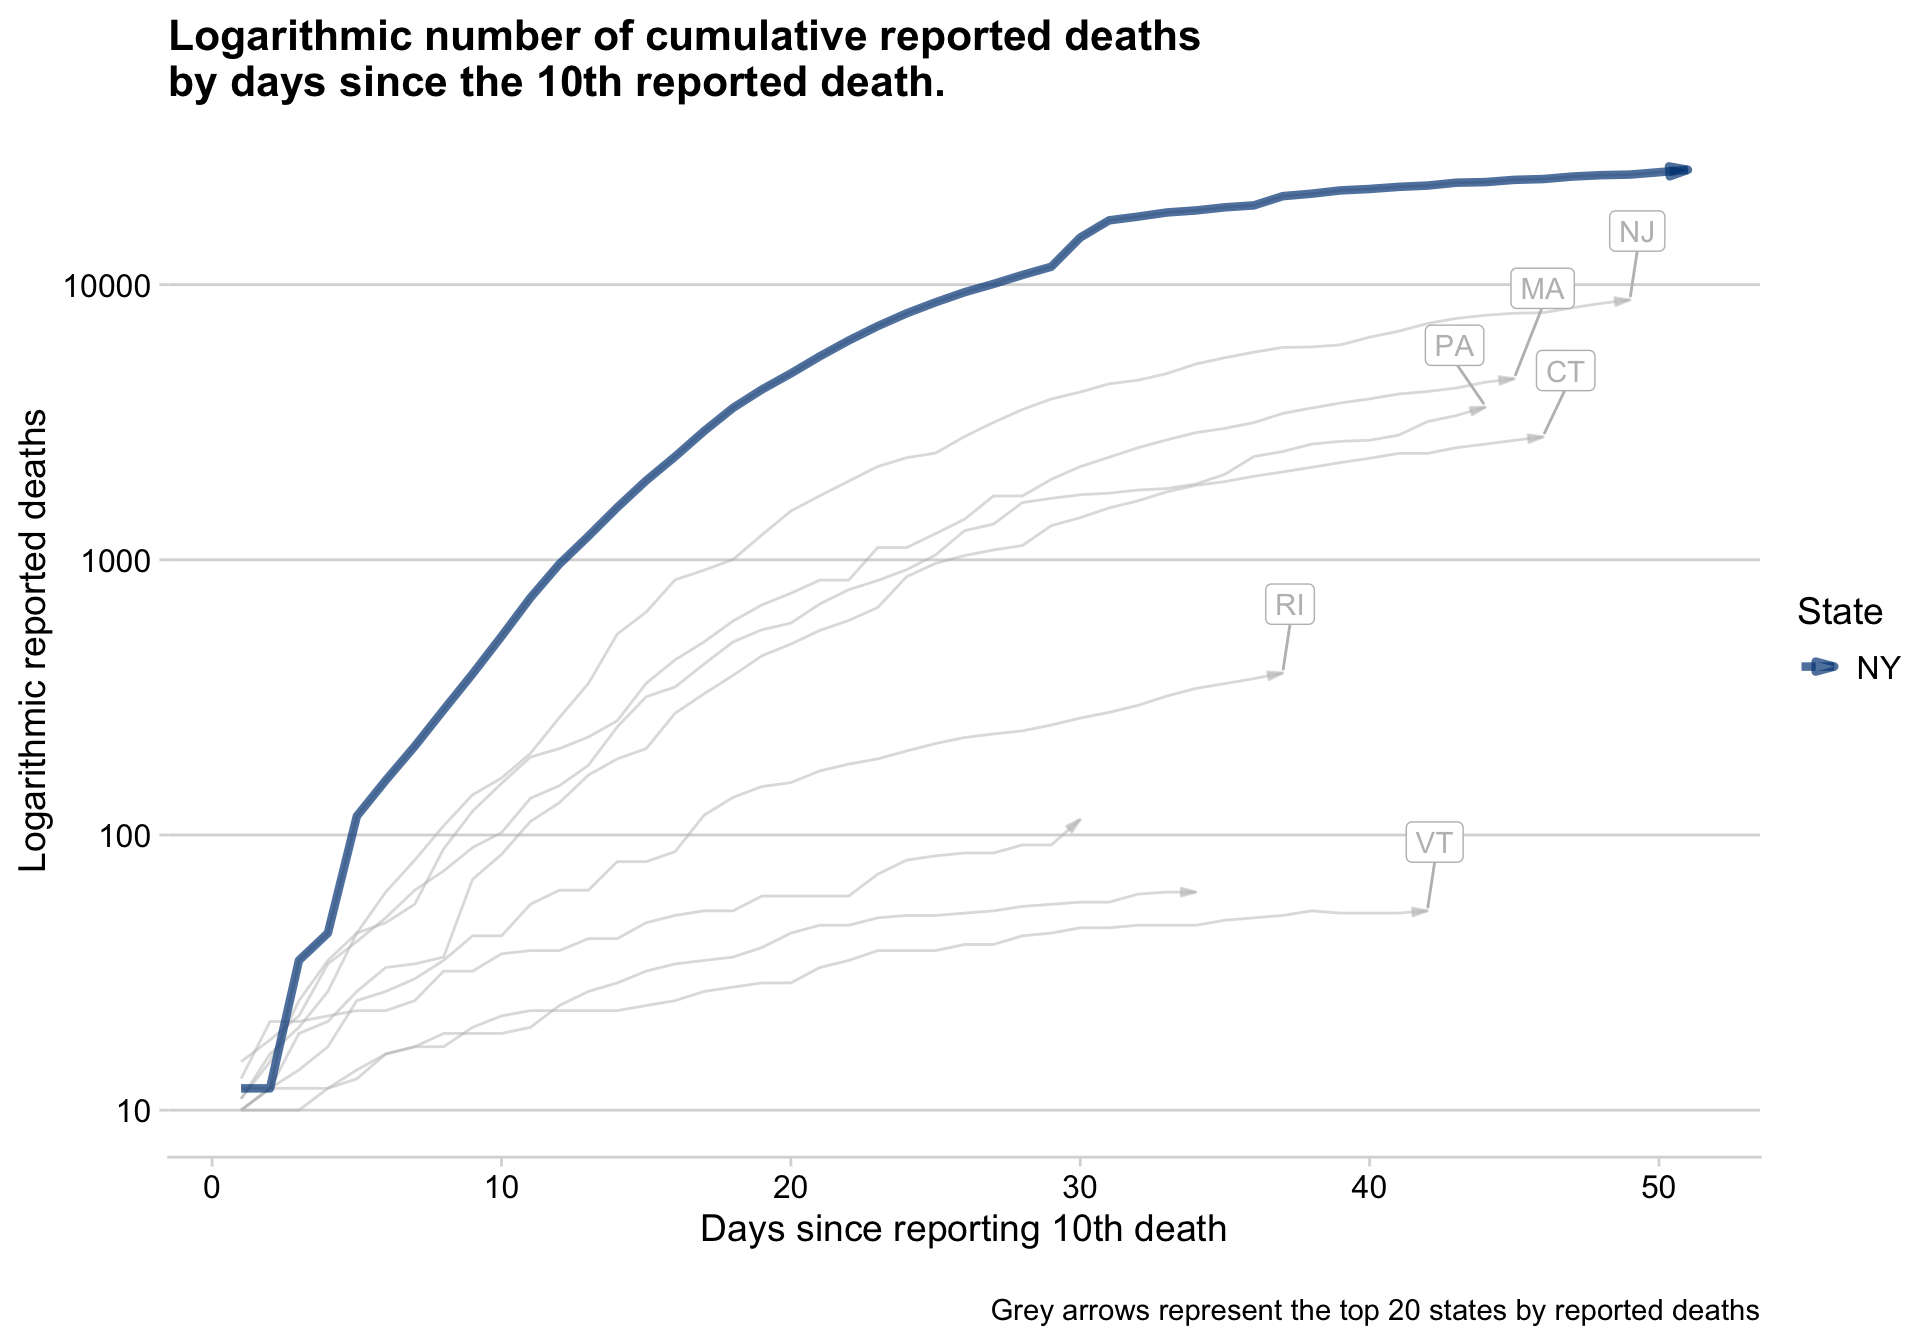 Logarithmic number of cumulative reported deaths
by days since the 10th reported death.
Logarithmic reported deaths
10000
1000
100
10
NJ
MA
PA
CT
RI
VT
State
NY
0 10 20 30 40 50
Days since reporting 10th death
Grey arrows represent the top 20 states by reported deaths